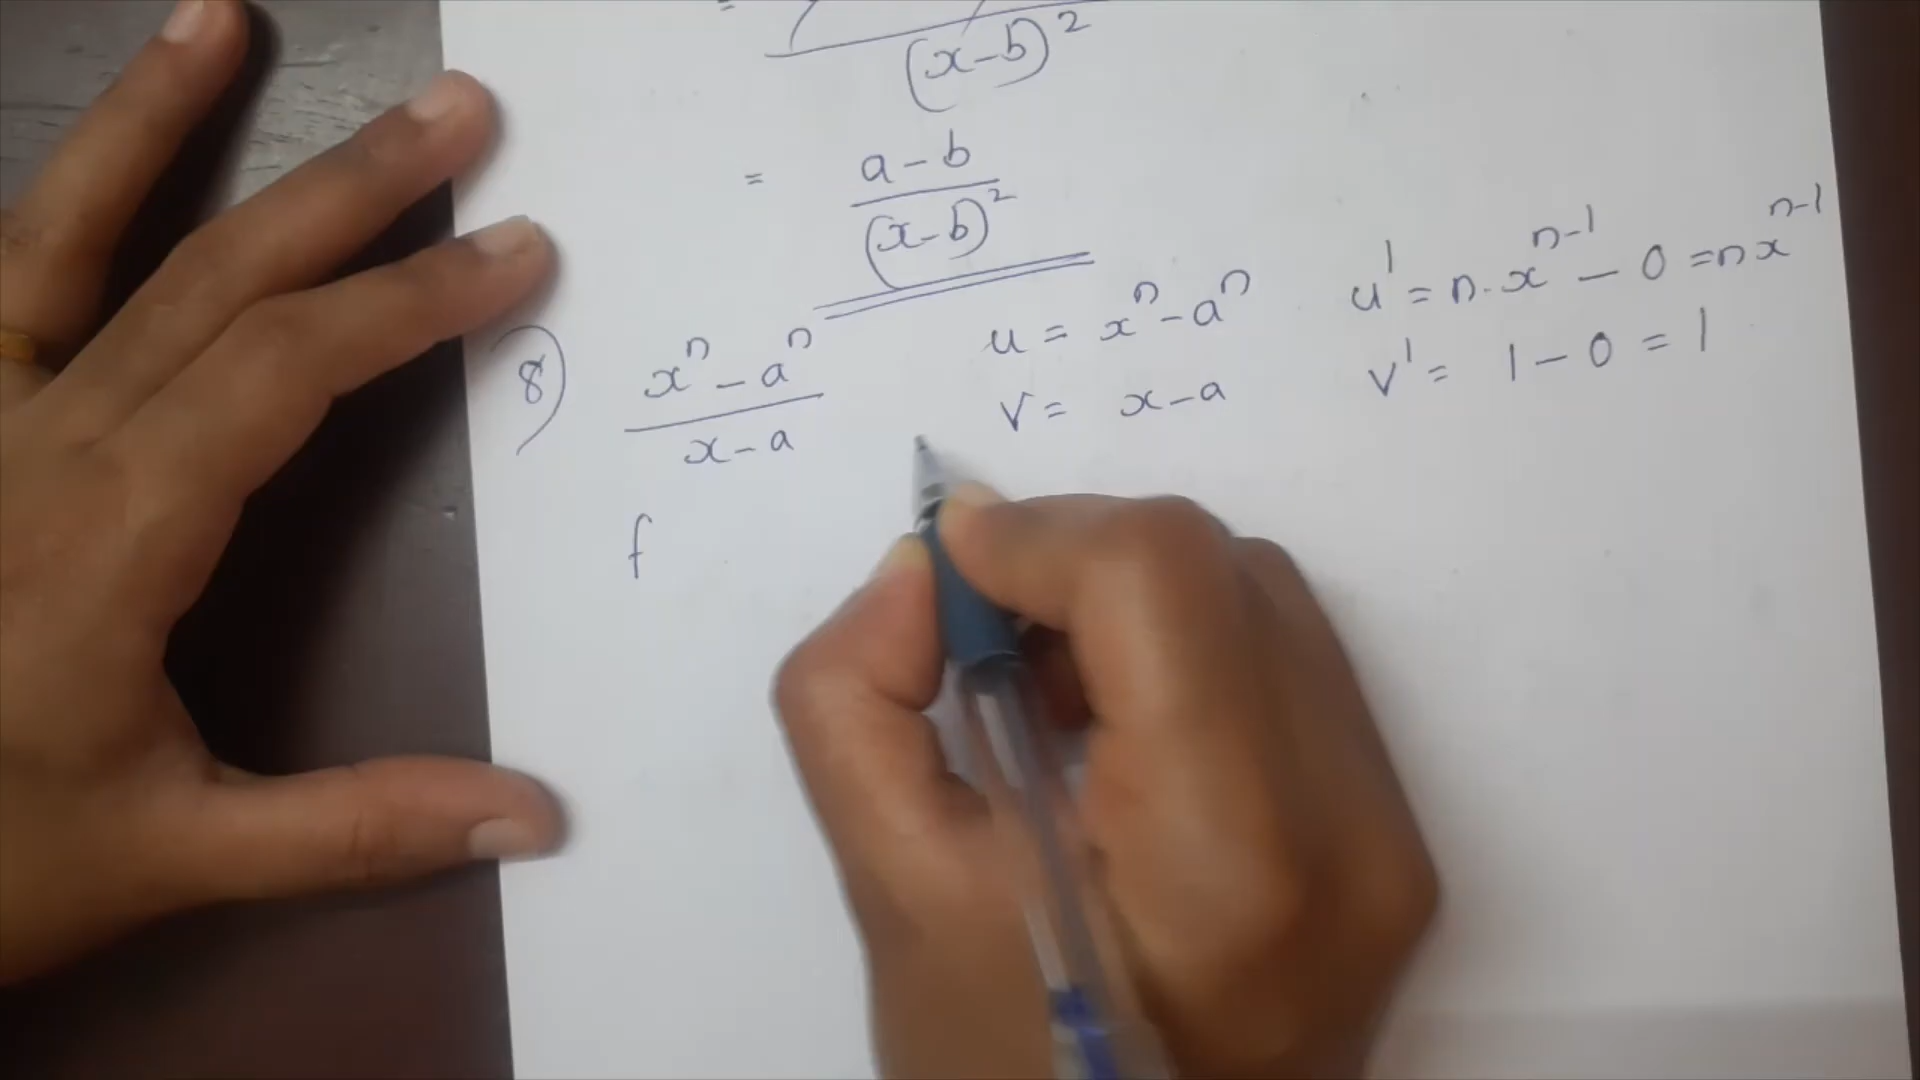 =
(x-b)²
= a-b
(x-b)²
8) xⁿ-aⁿ u = xⁿ-aⁿ u' = n.xⁿ⁻¹ - 0 = nxⁿ⁻¹
x-a v = x-a v' = 1-0 = 1
f